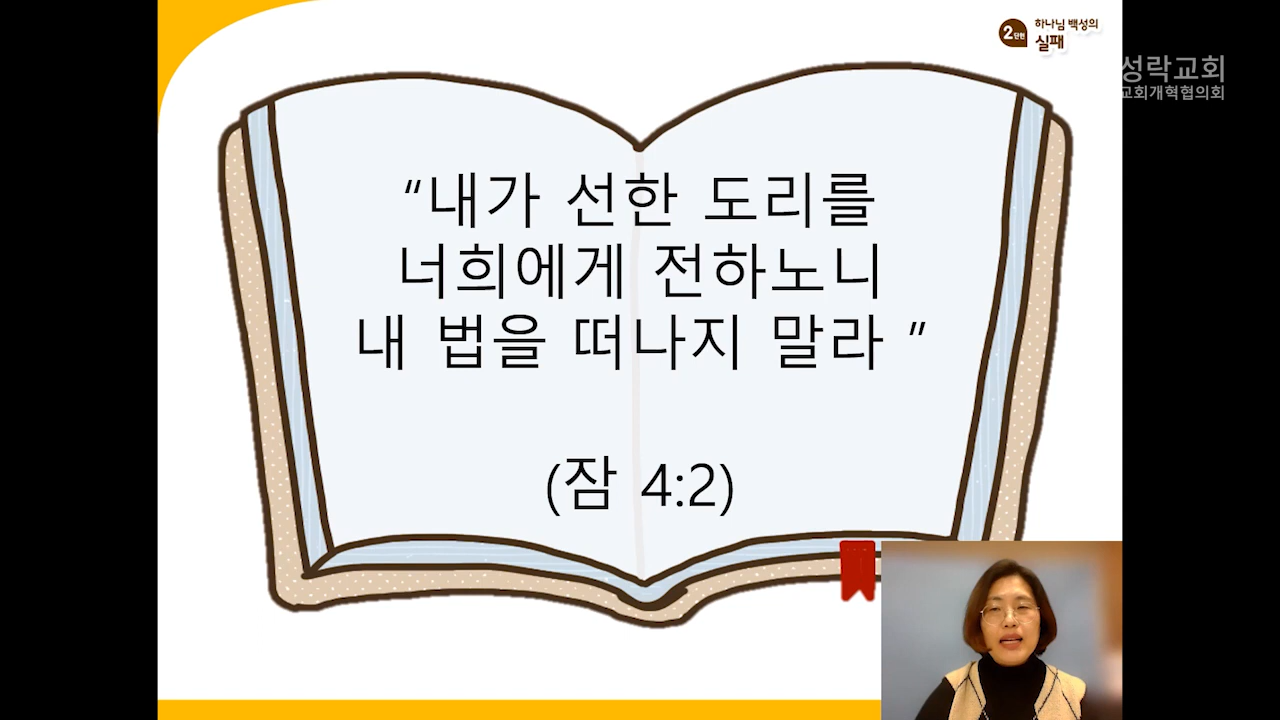 2단원
하나님 백성의
실패
성락교회
교회개혁협의회
“내가 선한 도리를
너희에게 전하노니
내 법을 떠나지 말라 ”
(잠 4:2)